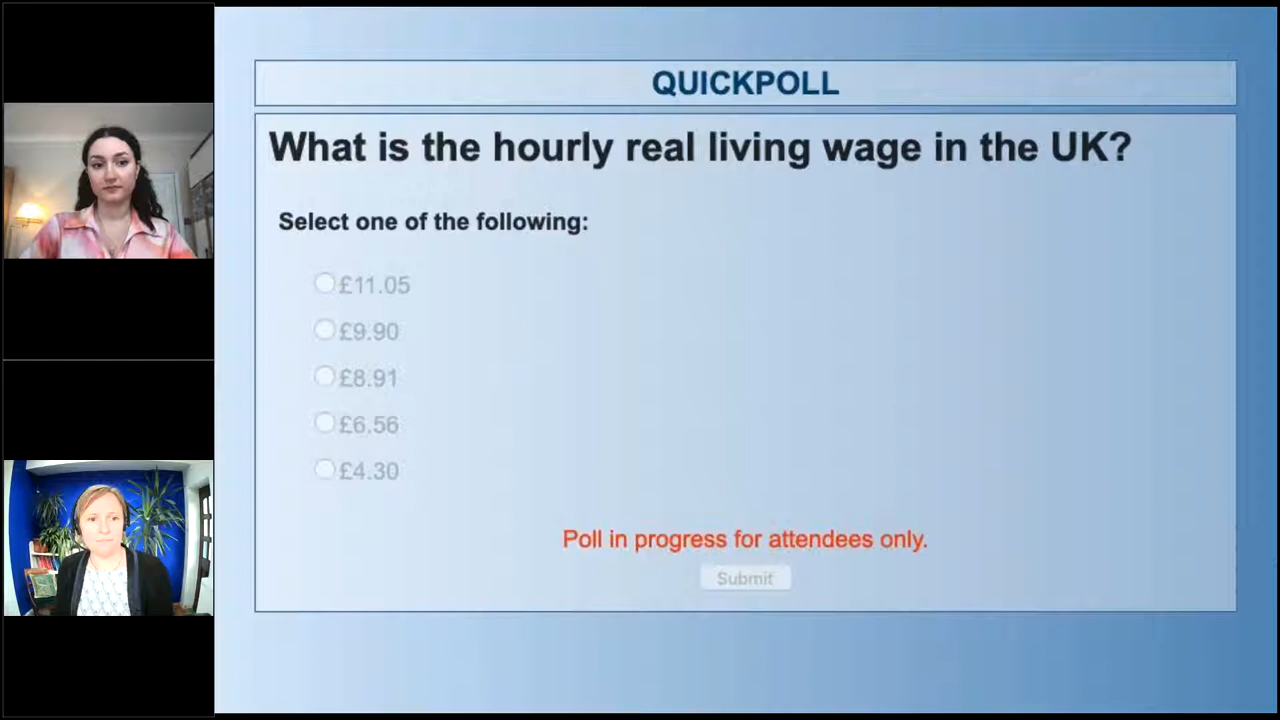 QUICKPOLL
What is the hourly real living wage in the UK?
Select one of the following:
£11.05
£9.90
£8.91
£6.56
£4.30
Poll in progress for attendees only.
Submit